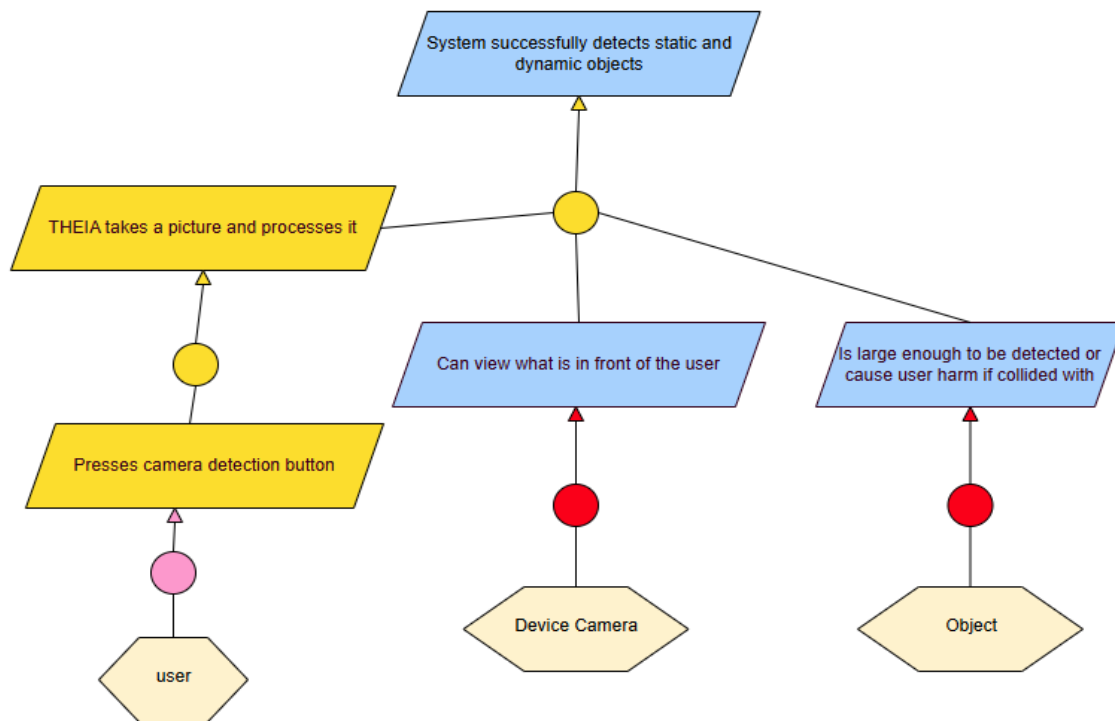 System successfully detects static and
dynamic objects
THEIA takes a picture and processes it
Can view what is in front of the user
Is large enough to be detected or
cause user harm if collided with
Presses camera detection button
Device Camera
Object
user